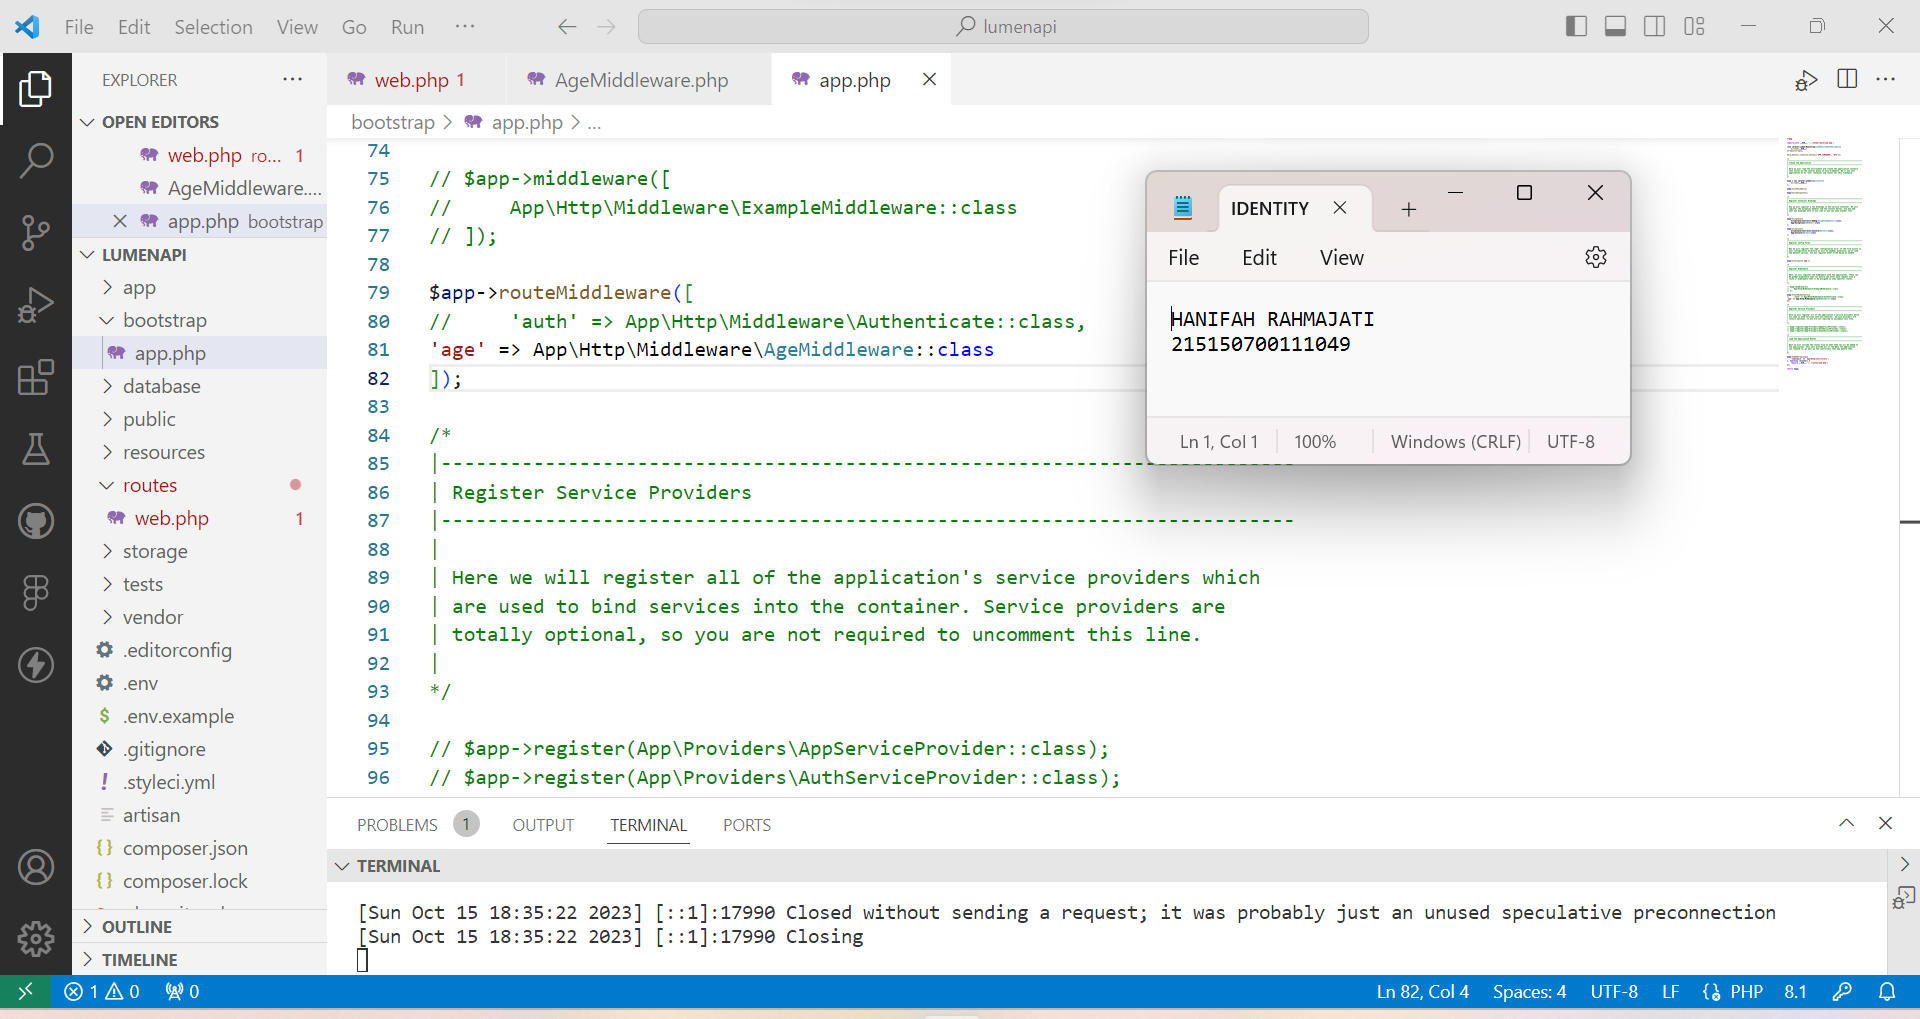 File Edit Selection View Go Run ···
lumenapi
EXPLORER ···
OPEN EDITORS
web.php ro... 1
AgeMiddleware....
app.php bootstrap
LUMENAPI
app
bootstrap
app.php
database
public
resources
routes
web.php 1
storage
tests
vendor
.editorconfig
.env
.env.example
.gitignore
.styleci.yml
artisan
composer.json
composer.lock
OUTLINE
TIMELINE
web.php 1 AgeMiddleware.php app.php
bootstrap > app.php > ...
74
75 // $app->middleware([
76 //     App\Http\Middleware\ExampleMiddleware::class
77 // ]);
78
79 $app->routeMiddleware([
80 //     'auth' => App\Http\Middleware\Authenticate::class,
81 'age' => App\Http\Middleware\AgeMiddleware::class
82 ]);
83
84 /*
85 |--------------------------------------------------------------------------
86 | Register Service Providers
87 |--------------------------------------------------------------------------
88 |
89 | Here we will register all of the application's service providers which
90 | are used to bind services into the container. Service providers are
91 | totally optional, so you are not required to uncomment this line.
92 |
93 */
94
95 // $app->register(App\Providers\AppServiceProvider::class);
96 // $app->register(App\Providers\AuthServiceProvider::class);
IDENTITY
File Edit View
HANIFAH RAHMAJATI
215150700111049
Ln 1, Col 1 100% Windows (CRLF) UTF-8
PROBLEMS 1 OUTPUT TERMINAL PORTS
TERMINAL
[Sun Oct 15 18:35:22 2023] [::1]:17990 Closed without sending a request; it was probably just an unused speculative preconnection
[Sun Oct 15 18:35:22 2023] [::1]:17990 Closing
1 0 0 Ln 82, Col 4 Spaces: 4 UTF-8 LF PHP 8.1